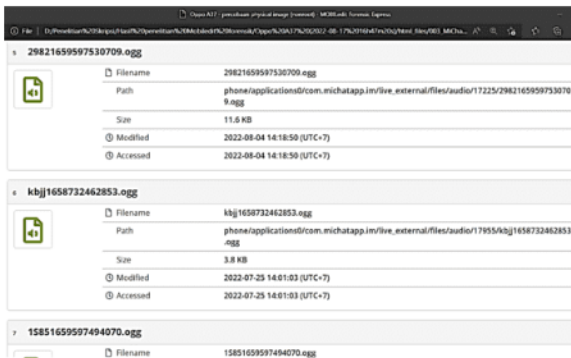 Oppo A37 - percobaan physical image (rooroot) - MOBILedit Forensic Express
File | D:/Penelitian%20Skripsi/Hasil%20penelitian%20Mobiledit%20forensik/Oppo%20A37%20(2022-08-17%2016h47m20s)/html_files/003_MiCha...
5 29821659597530709.ogg
Filename 29821659597530709.ogg
Path phone/applications0/com.michatapp.im/live_external/files/audio/17225/2982165959753070
9.ogg
Size 11.6 KB
Modified 2022-08-04 14:18:50 (UTC+7)
Accessed 2022-08-04 14:18:50 (UTC+7)
6 kbjj1658732462853.ogg
Filename kbjj1658732462853.ogg
Path phone/applications0/com.michatapp.im/live_external/files/audio/17955/kbjj1658732462853
.ogg
Size 3.8 KB
Modified 2022-07-25 14:01:03 (UTC+7)
Accessed 2022-07-25 14:01:03 (UTC+7)
7 15851659597494070.ogg
Filename 15851659597494070.ogg